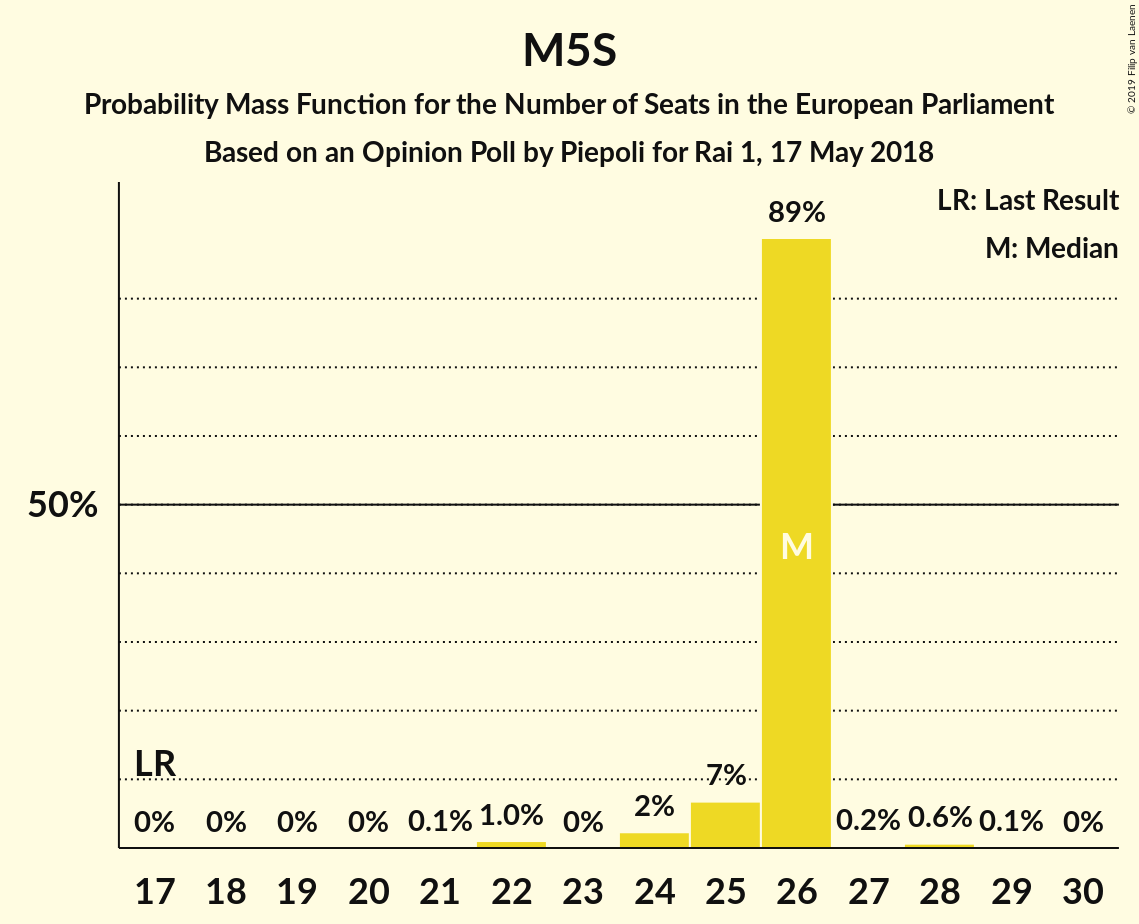 M5S
Probability Mass Function for the Number of Seats in the European Parliament
Based on an Opinion Poll by Piepoli for Rai 1, 17 May 2018
© 2019 Filip van Laenen
LR: Last Result
M: Median
89%
50%
M
LR
7%
0% 0% 0% 0% 0.1% 1.0% 0% 2% 0.2% 0.6% 0.1% 0%
17 18 19 20 21 22 23 24 25 26 27 28 29 30